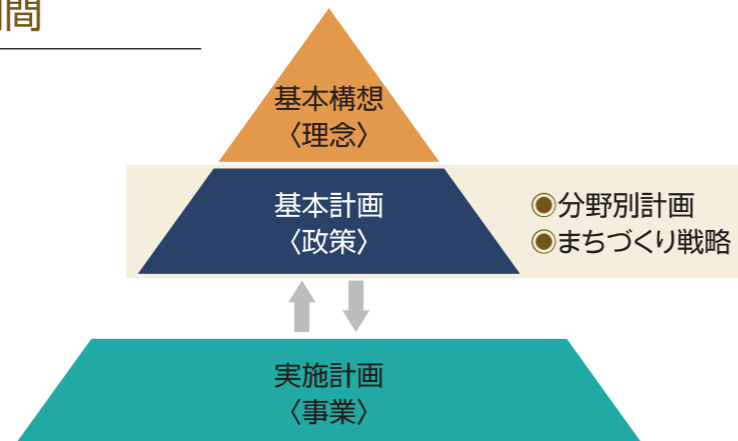 間
基本構想
〈理念〉
基本計画
〈政策〉
◉分野別計画
◉まちづくり戦略
実施計画
〈事業〉